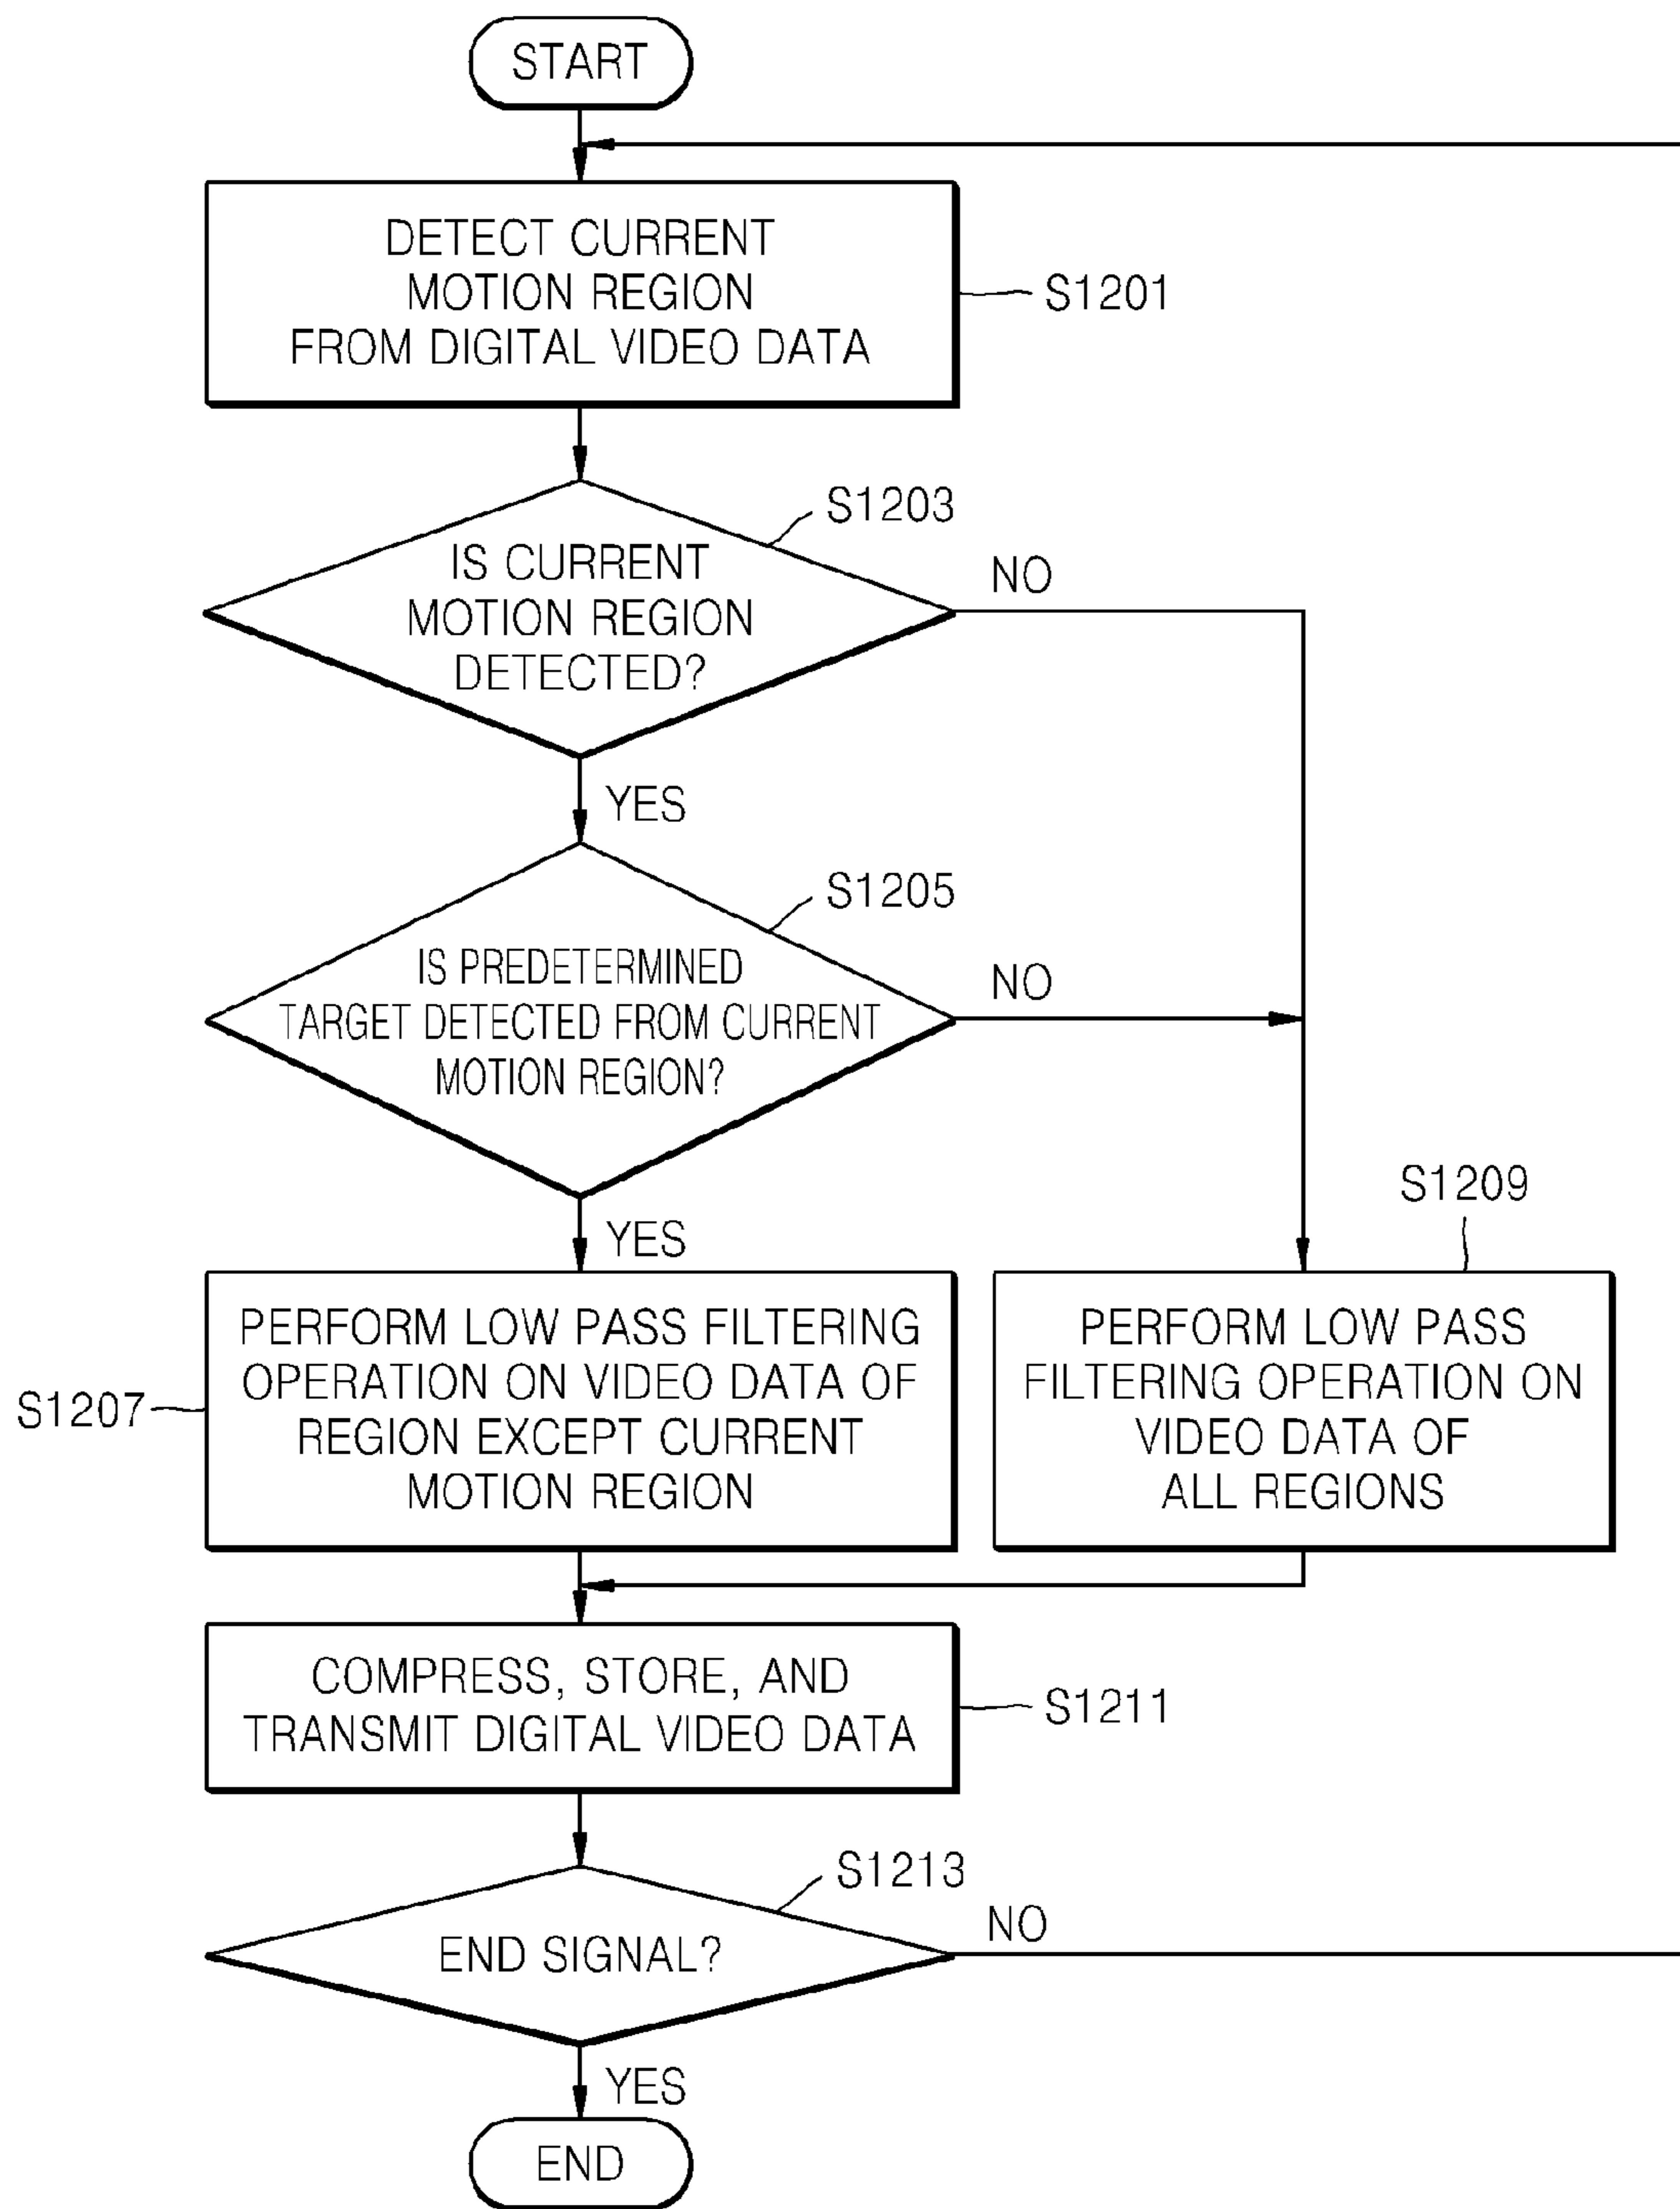 START
DETECT CURRENT
MOTION REGION
FROM DIGITAL VIDEO DATA
S1201
S1203
IS CURRENT
MOTION REGION
DETECTED?
NO
YES
S1205
IS PREDETERMINED
TARGET DETECTED FROM CURRENT
MOTION REGION?
NO
YES
S1207
PERFORM LOW PASS FILTERING
OPERATION ON VIDEO DATA OF
REGION EXCEPT CURRENT
MOTION REGION
S1209
PERFORM LOW PASS
FILTERING OPERATION ON
VIDEO DATA OF
ALL REGIONS
COMPRESS, STORE, AND
TRANSMIT DIGITAL VIDEO DATA
S1211
S1213
END SIGNAL?
NO
YES
END